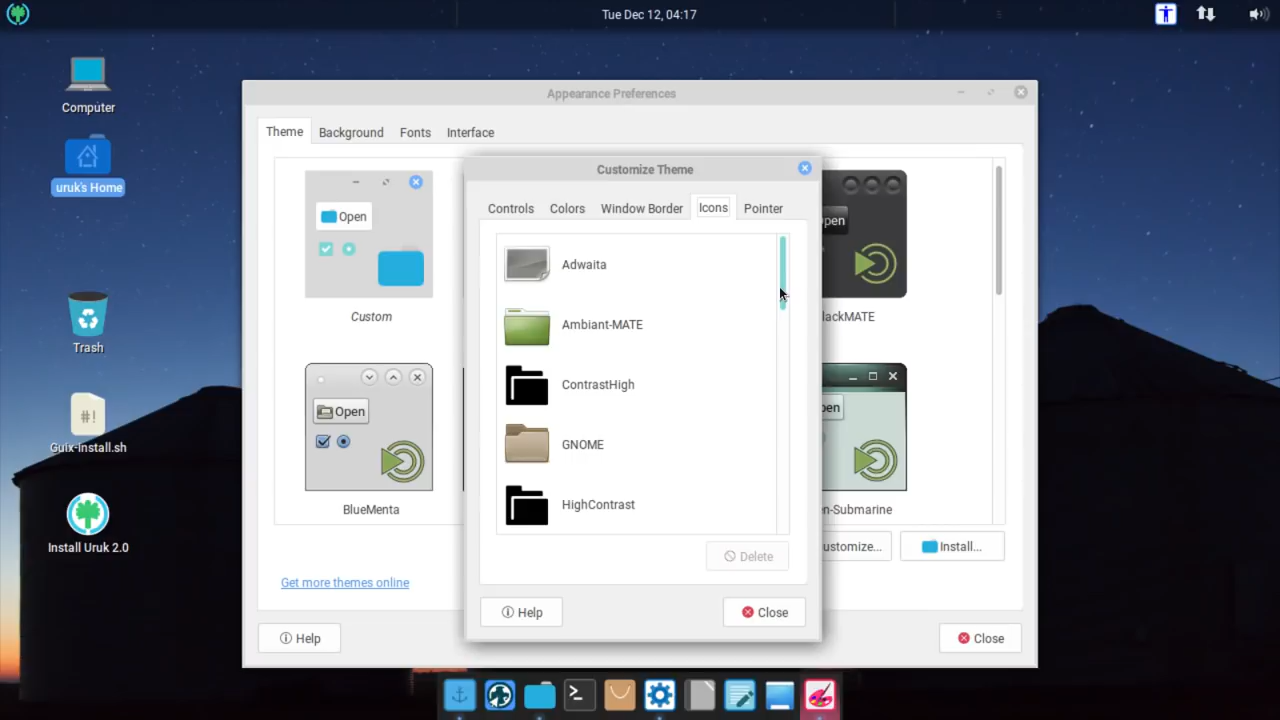 Tue Dec 12, 04:17
Computer
uruk's Home
Trash
#!
Guix-Install.sh
Install Uruk 2.0
Appearance Preferences
Theme
Background
Fonts
Interface
Open
Custom
Open
BlueMenta
Customize Theme
Controls
Colors
Window Border
Icons
Pointer
Adwaita
Ambiant-MATE
ContrastHigh
GNOME
HighContrast
Delete
Help
Close
pen
lackMATE
pen
n-Submarine
ustomize...
Install...
Get more themes online
Help
Close